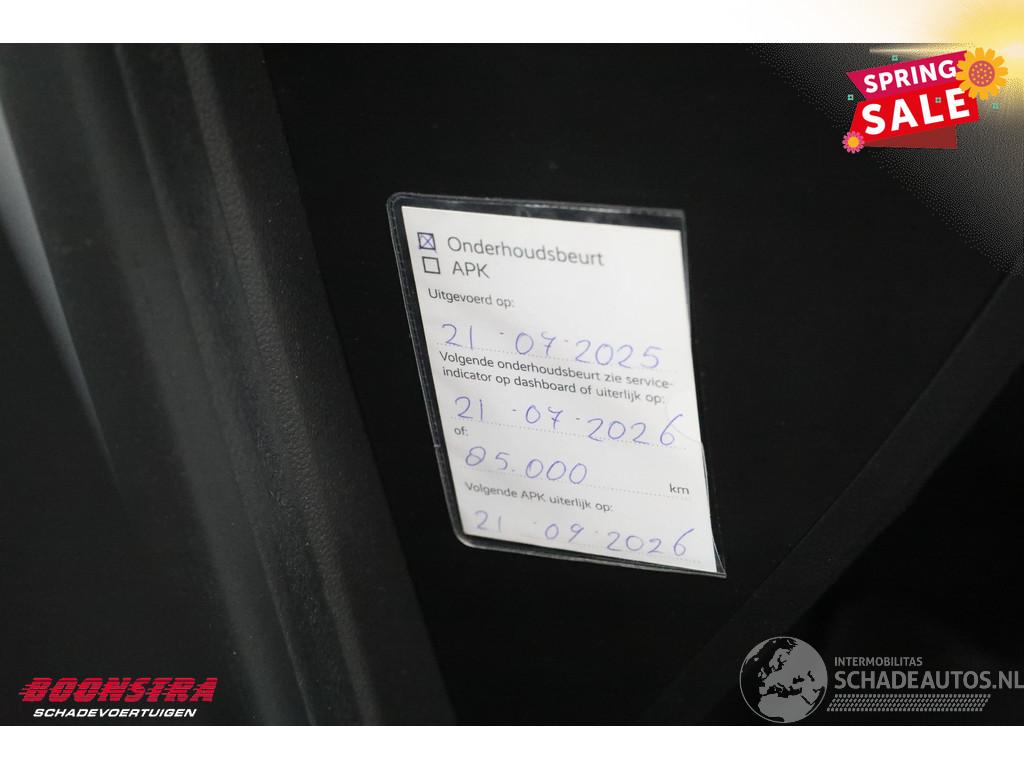 SPRING
SALE
☒ Onderhoudsbeurt
☐ APK
Uitgevoerd op:
21 - 07 - 2025
Volgende onderhoudsbeurt zie service-
indicator op dashboard of uiterlijk op:
21 - 07 - 2026
of:
85.000 km
Volgende APK uiterlijk op:
21 - 09 - 2026
BOONSTRA
SCHADEVOERTUIGEN
INTERMOBILITAS
SCHADEAUTOS.NL